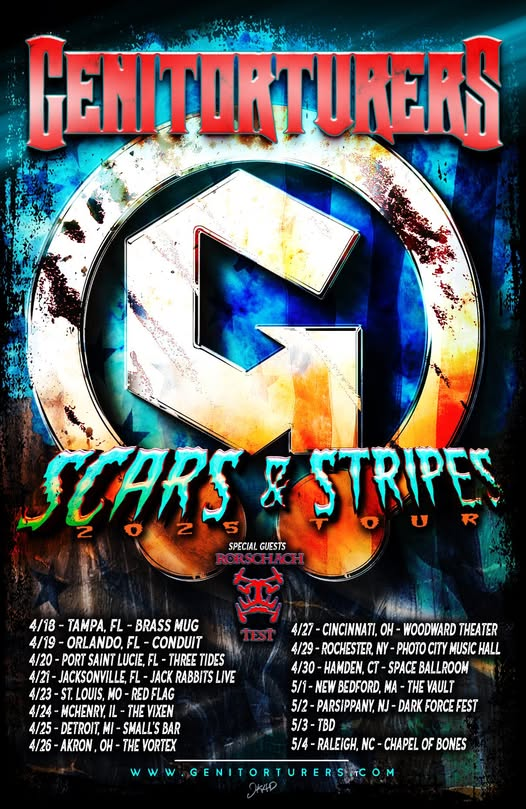 GENITORTURERS
G
SCARS & STRIPES
2025 TOUR
SPECIAL GUESTS
RORSCHACH
TEST
4/18 - TAMPA, FL - BRASS MUG
4/19 - ORLANDO, FL - CONDUIT
4/20 - PORT SAINT LUCIE, FL - THREE TIDES
4/21 - JACKSONVILLE, FL - JACK RABBITS LIVE
4/23 - ST. LOUIS, MO - RED FLAG
4/24 - MCHENRY, IL - THE VIXEN
4/25 - DETROIT, MI - SMALL'S BAR
4/26 - AKRON , OH - THE VORTEX
4/27 - CINCINNATI, OH - WOODWARD THEATER
4/29 - ROCHESTER, NY - PHOTO CITY MUSIC HALL
4/30 - HAMDEN, CT - SPACE BALLROOM
5/1 - NEW BEDFORD, MA - THE VAULT
5/2 - PARSIPPANY, NJ - DARK FORCE FEST
5/3 - TBD
5/4 - RALEIGH, NC - CHAPEL OF BONES
WWW.GENITORTURERS.COM